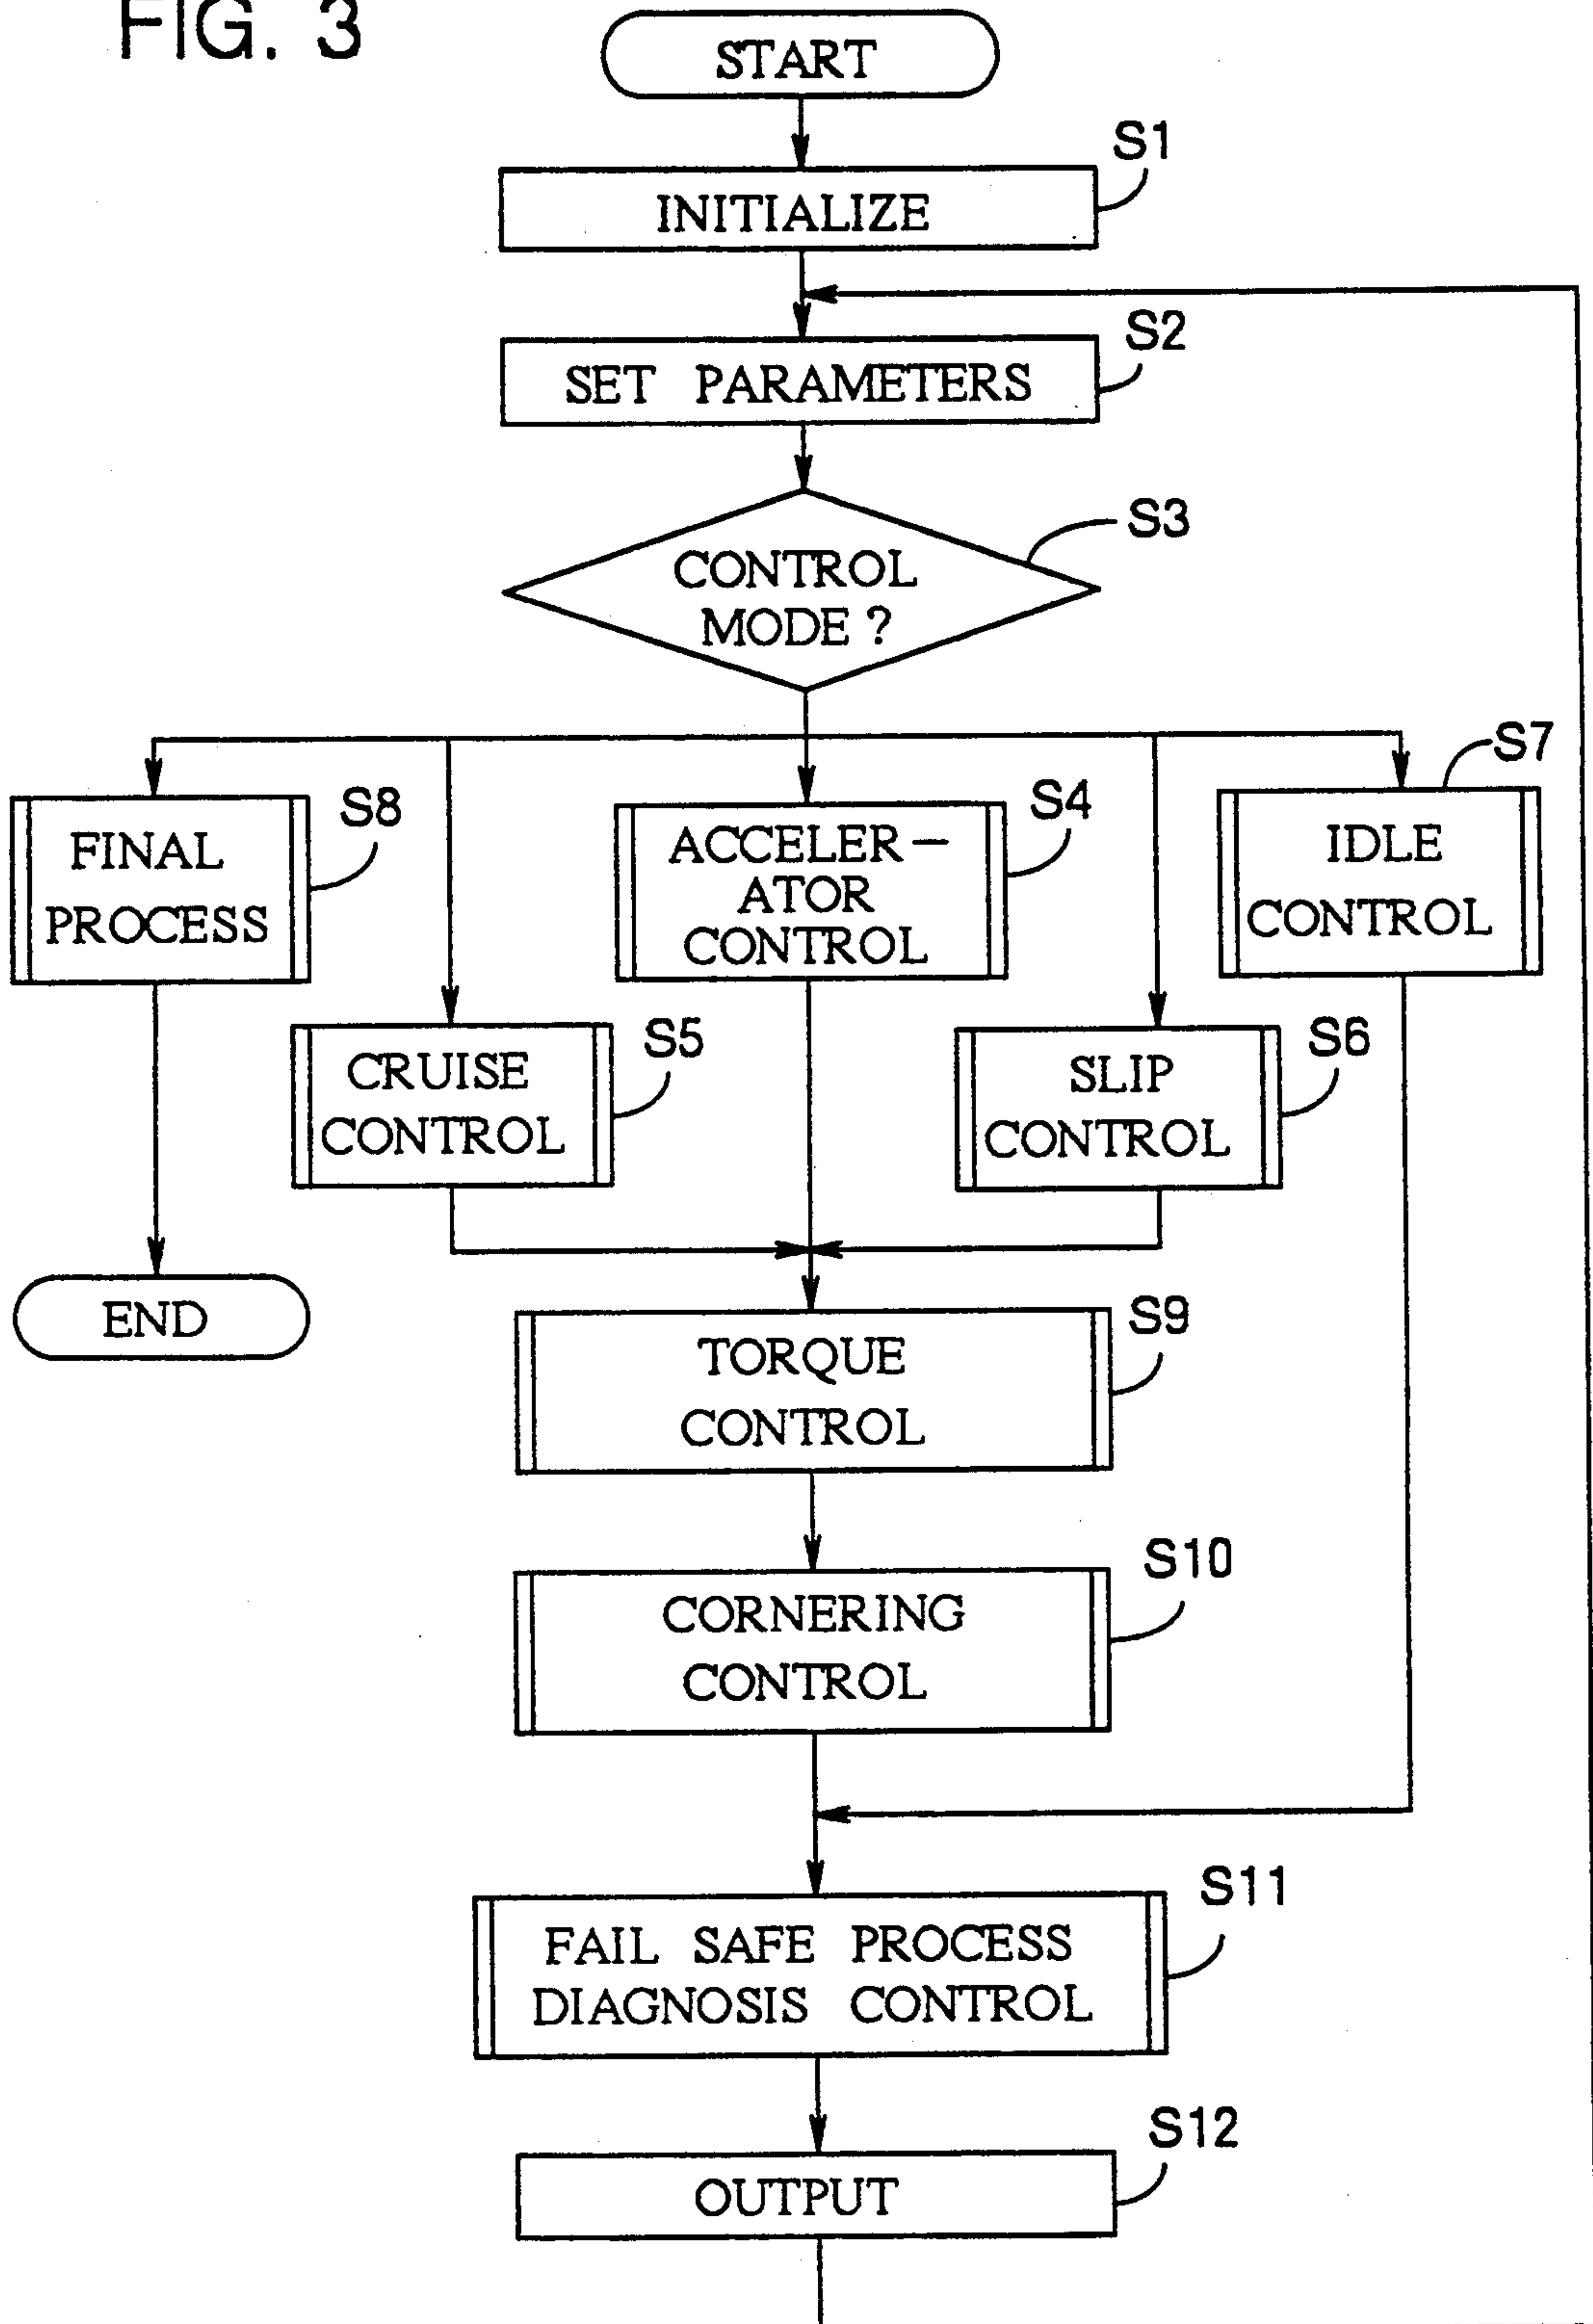 FIG. 3
START
S1
INITIALIZE
S2
SET PARAMETERS
S3
CONTROL
MODE ?
S7
S8
S4
FINAL
PROCESS
ACCELER-
ATOR
CONTROL
IDLE
CONTROL
S5
S6
CRUISE
CONTROL
SLIP
CONTROL
END
S9
TORQUE
CONTROL
S10
CORNERING
CONTROL
S11
FAIL SAFE PROCESS
DIAGNOSIS CONTROL
S12
OUTPUT